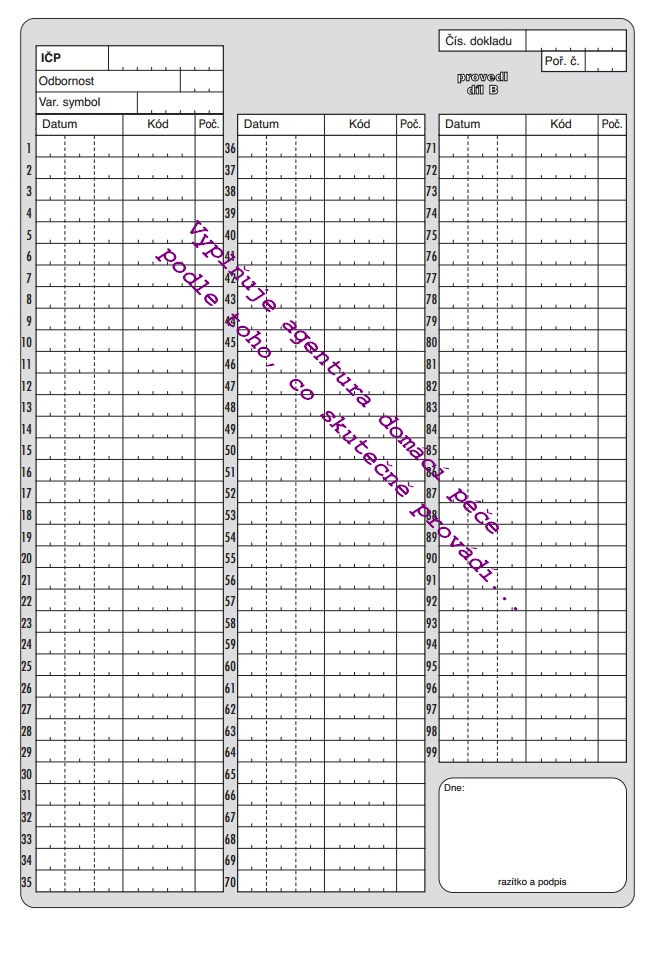 Čís. dokladu
IČP
Poř. č.
Odbornost
provedl
díl B
Var. symbol
Datum Kód Poč. Datum Kód Poč. Datum Kód Poč.
1 36 71
2 37 72
3 38 73
4 39 74
5 40 75
6 41 76
7 42 77
8 43 78
9 44 79
10 45 80
11 46 81
12 47 82
13 48 83
14 49 84
15 50 85
16 51 86
17 52 87
18 53 88
19 54 89
20 55 90
21 56 91
22 57 92
23 58 93
24 59 94
25 60 95
26 61 96
27 62 97
28 63 98
29 64 99
30 65
31 66
32 67
33 68
34 69
35 70
vyplňuje agentura domácí péče
podle toho, co skutečně provádí...
Dne:
razítko a podpis